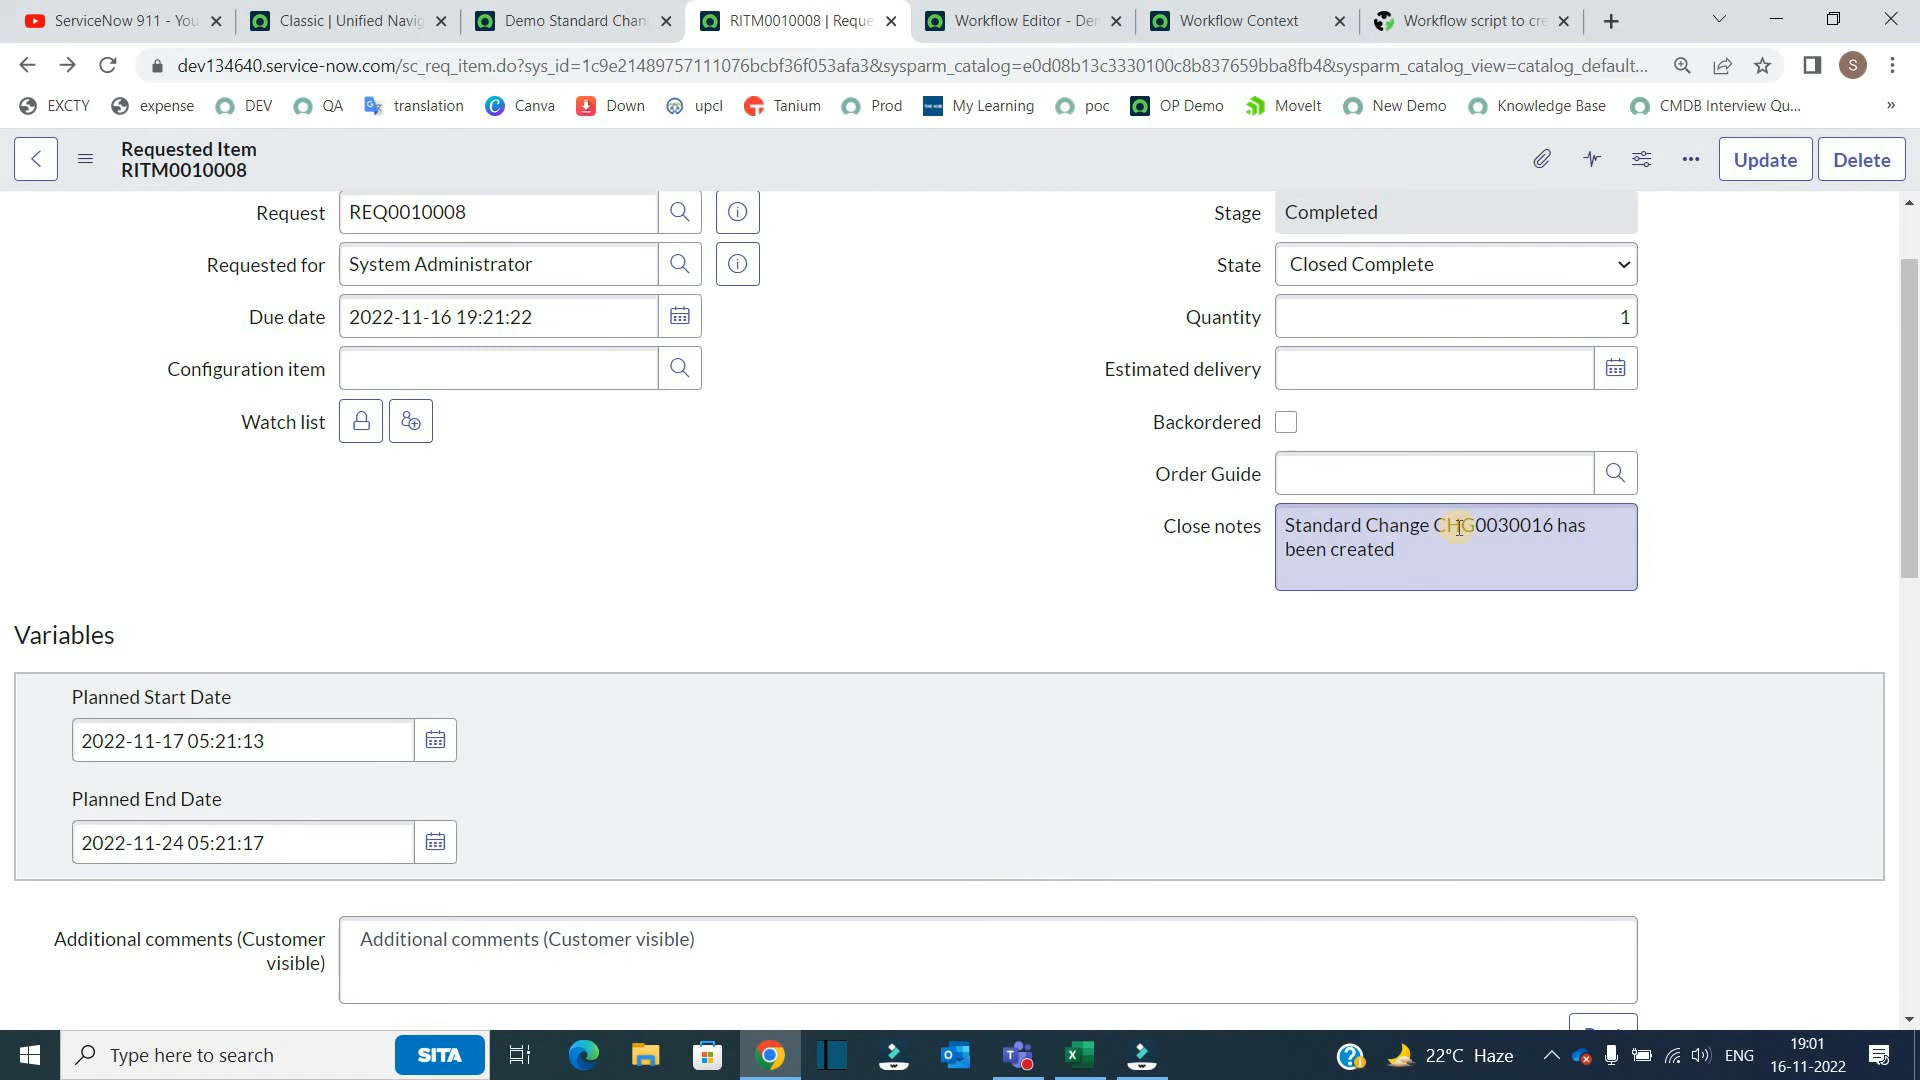 ServiceNow 911 - You
Classic | Unified Navig
Demo Standard Chan
RITM0010008 | Reque
Workflow Editor - Der
Workflow Context
Workflow script to cre
dev134640.service-now.com/sc_req_item.do?sys_id=1c9e21489757111076bcbf36f053afa3&sysparm_catalog=e0d08b13c3330100c8b837659bba8fb4&sysparm_catalog_view=catalog_default...
S
EXCTY
expense
DEV
QA
translation
Canva
Down
upcl
Tanium
Prod
My Learning
poc
OP Demo
MoveIt
New Demo
Knowledge Base
CMDB Interview Qu...
»
Requested Item
RITM0010008
Update
Delete
Request
REQ0010008
Stage
Completed
Requested for
System Administrator
State
Closed Complete
Due date
2022-11-16 19:21:22
Quantity
1
Configuration item
Estimated delivery
Watch list
Backordered
Order Guide
Close notes
Standard Change CHG0030016 has
been created
Variables
Planned Start Date
2022-11-17 05:21:13
Planned End Date
2022-11-24 05:21:17
Additional comments (Customer
visible)
Additional comments (Customer visible)
Type here to search
SITA
22°C Haze
ENG
19:01
16-11-2022